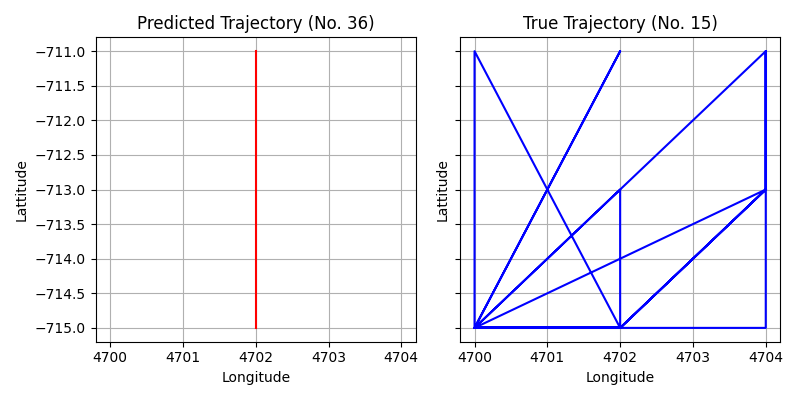 Predicted Trajectory (No. 36)
−711.0
−711.5
−712.0
−712.5
−713.0
−713.5
−714.0
−714.5
−715.0
Lattitude
4700 4701 4702 4703 4704
Longitude
True Trajectory (No. 15)
Lattitude
4700 4701 4702 4703 4704
Longitude